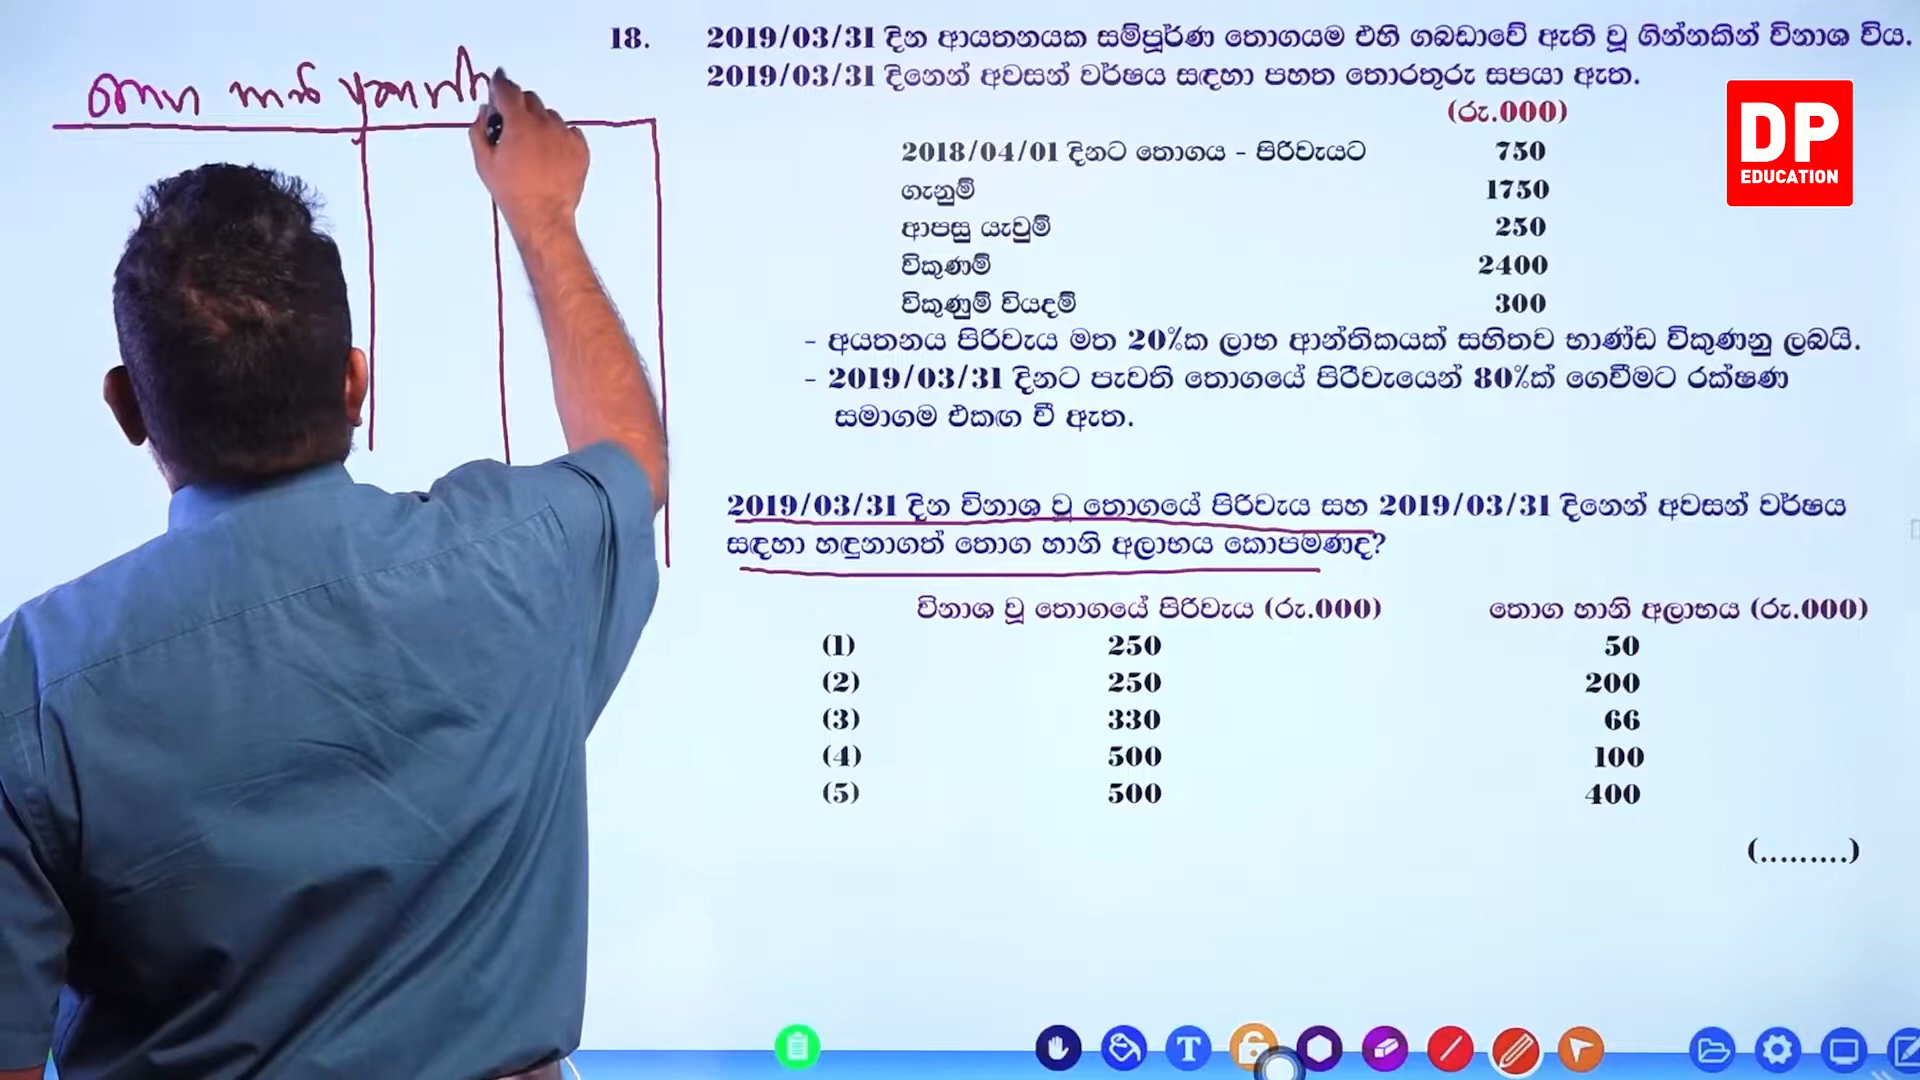 තොග හානි
18. 2019/03/31 දින ආයතනයක සම්පූර්ණ තොගයම එහි ගබඩාවේ ඇති වූ ගින්නකින් විනාශ විය.
2019/03/31 දිනෙන් අවසන් වර්ෂය සඳහා පහත තොරතුරු සපයා ඇත.
(රු.000)
2018/04/01 දිනට තොගය - පිරිවැයට 750
ගැනුම් 1750
ආපසු යැවුම් 250
විකුණම් 2400
විකුණුම් වියදම් 300
- අයතනය පිරිවැය මත 20%ක ලාභ ආන්තිකයක් සහිතව භාණ්ඩ විකුණනු ලබයි.
- 2019/03/31 දිනට පැවති තොගයේ පිරිවැයෙන් 80%ක් ගෙවීමට රක්ෂණ
සමාගම එකඟ වී ඇත.
2019/03/31 දින විනාශ වූ තොගයේ පිරිවැය සහ 2019/03/31 දිනෙන් අවසන් වර්ෂය
සඳහා හඳුනාගත් තොග හානි අලාභය කොපමණද?
විනාශ වූ තොගයේ පිරිවැය (රු.000) තොග හානි අලාභය (රු.000)
(1) 250 50
(2) 250 200
(3) 330 66
(4) 500 100
(5) 500 400
(.........)
DP
EDUCATION
T